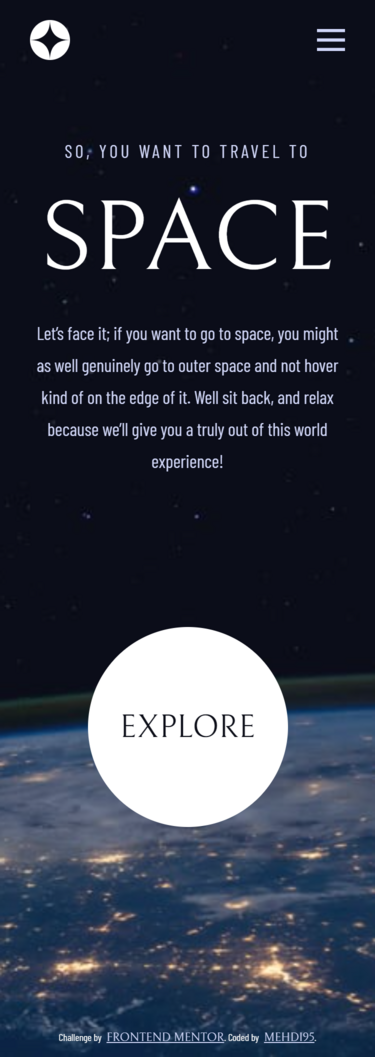 SO, YOU WANT TO TRAVEL TO
SPACE
Let's face it; if you want to go to space, you might
as well genuinely go to outer space and not hover
kind of on the edge of it. Well sit back, and relax
because we'll give you a truly out of this world
experience!
EXPLORE
Challenge by FRONTEND MENTOR. Coded by MEHDI95.